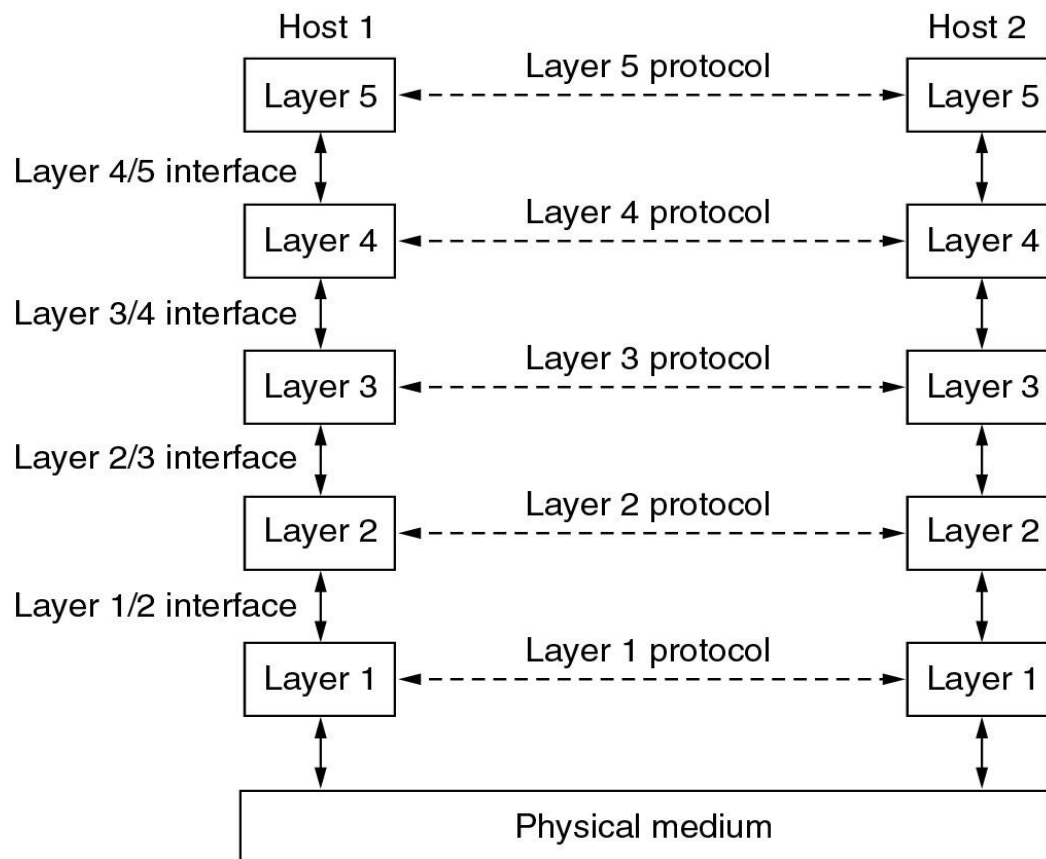 Host 1
Host 2
Layer 5
Layer 5 protocol
Layer 5
Layer 4/5 interface
Layer 4
Layer 4 protocol
Layer 4
Layer 3/4 interface
Layer 3
Layer 3 protocol
Layer 3
Layer 2/3 interface
Layer 2
Layer 2 protocol
Layer 2
Layer 1/2 interface
Layer 1
Layer 1 protocol
Layer 1
Physical medium